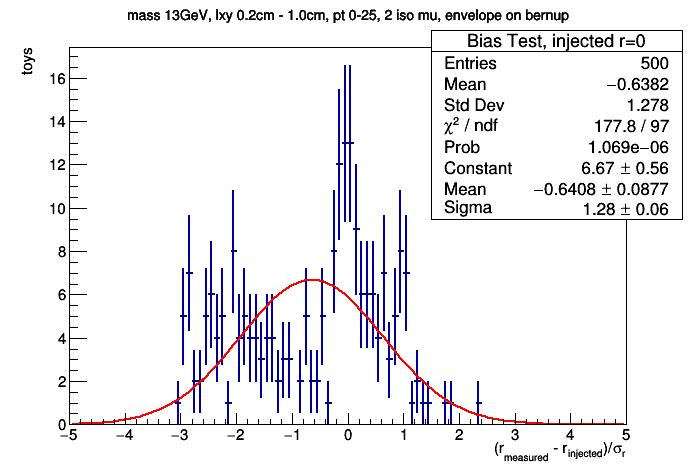 mass 13GeV, lxy 0.2cm - 1.0cm, pt 0-25, 2 iso mu, envelope on bernup
Bias Test, injected r=0
Entries 500
Mean −0.6382
Std Dev 1.278
χ² / ndf 177.8 / 97
Prob 1.069e−06
Constant 6.67 ± 0.56
Mean −0.6408 ± 0.0877
Sigma 1.28 ± 0.06
toys
16
14
12
10
8
6
4
2
0
−5 −4 −3 −2 −1 0 1 2 3 4 5
(r_measured - r_injected)/σ_r